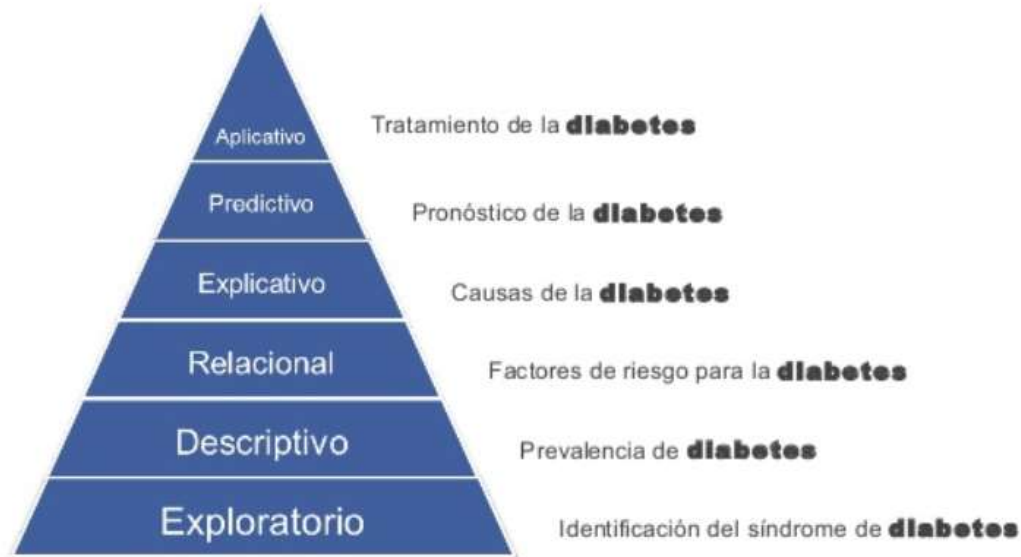 Aplicativo
Tratamiento de la diabetes
Predictivo
Pronóstico de la diabetes
Explicativo
Causas de la diabetes
Relacional
Factores de riesgo para la diabetes
Descriptivo
Prevalencia de diabetes
Exploratorio
Identificación del síndrome de diabetes